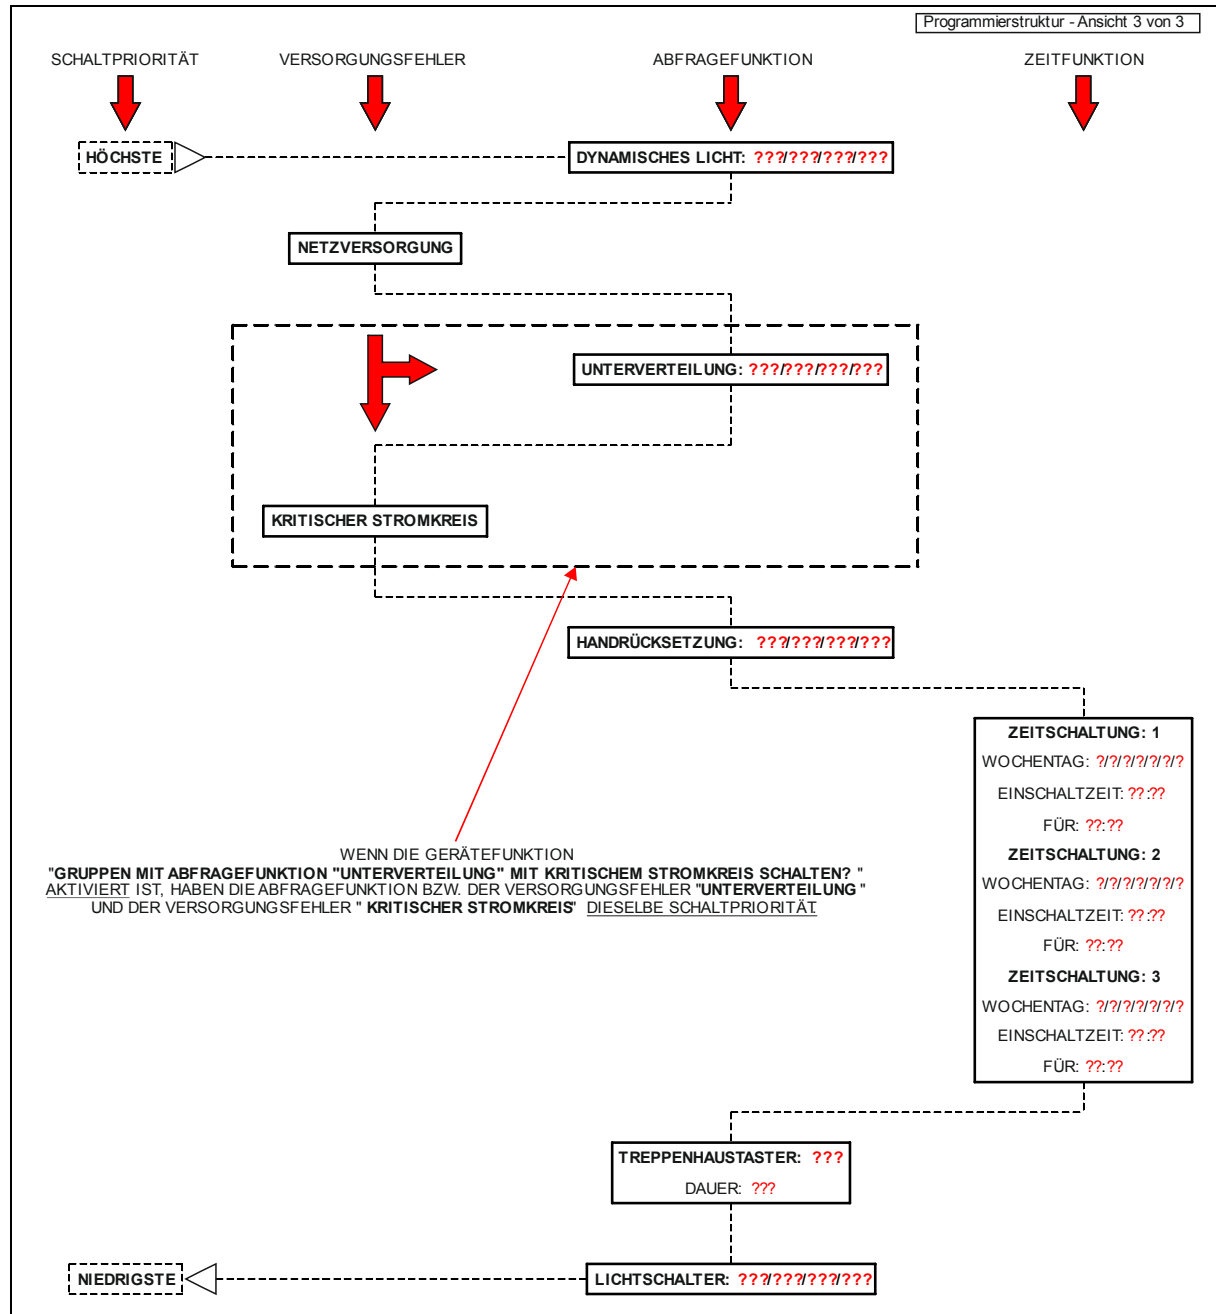 Programmierstruktur - Ansicht 3 von 3
SCHALTPRIORITÄT VERSORGUNGSFEHLER ABFRAGEFUNKTION ZEITFUNKTION
HÖCHSTE DYNAMISCHES LICHT: ???/???/???/???
NETZVERSORGUNG
UNTERVERTEILUNG: ???/???/???/???
KRITISCHER STROMKREIS
HANDRÜCKSETZUNG: ???/???/???/???
ZEITSCHALTUNG: 1
WOCHENTAG: ?/?/?/?/?/?/?
EINSCHALTZEIT: ??:??
FÜR: ??:??
ZEITSCHALTUNG: 2
WOCHENTAG: ?/?/?/?/?/?/?
EINSCHALTZEIT: ??:??
FÜR: ??:??
ZEITSCHALTUNG: 3
WOCHENTAG: ?/?/?/?/?/?/?
EINSCHALTZEIT: ??:??
FÜR: ??:??
WENN DIE GERÄTEFUNKTION
"GRUPPEN MIT ABFRAGEFUNKTION "UNTERVERTEILUNG" MIT KRITISCHEM STROMKREIS SCHALTEN? "
AKTIVIERT IST, HABEN DIE ABFRAGEFUNKTION BZW. DER VERSORGUNGSFEHLER "UNTERVERTEILUNG "
UND DER VERSORGUNGSFEHLER " KRITISCHER STROMKREIS" DIESELBE SCHALTPRIORITÄT.
TREPPENHAUSTASTER: ???
DAUER: ???
NIEDRIGSTE LICHTSCHALTER: ???/???/???/???